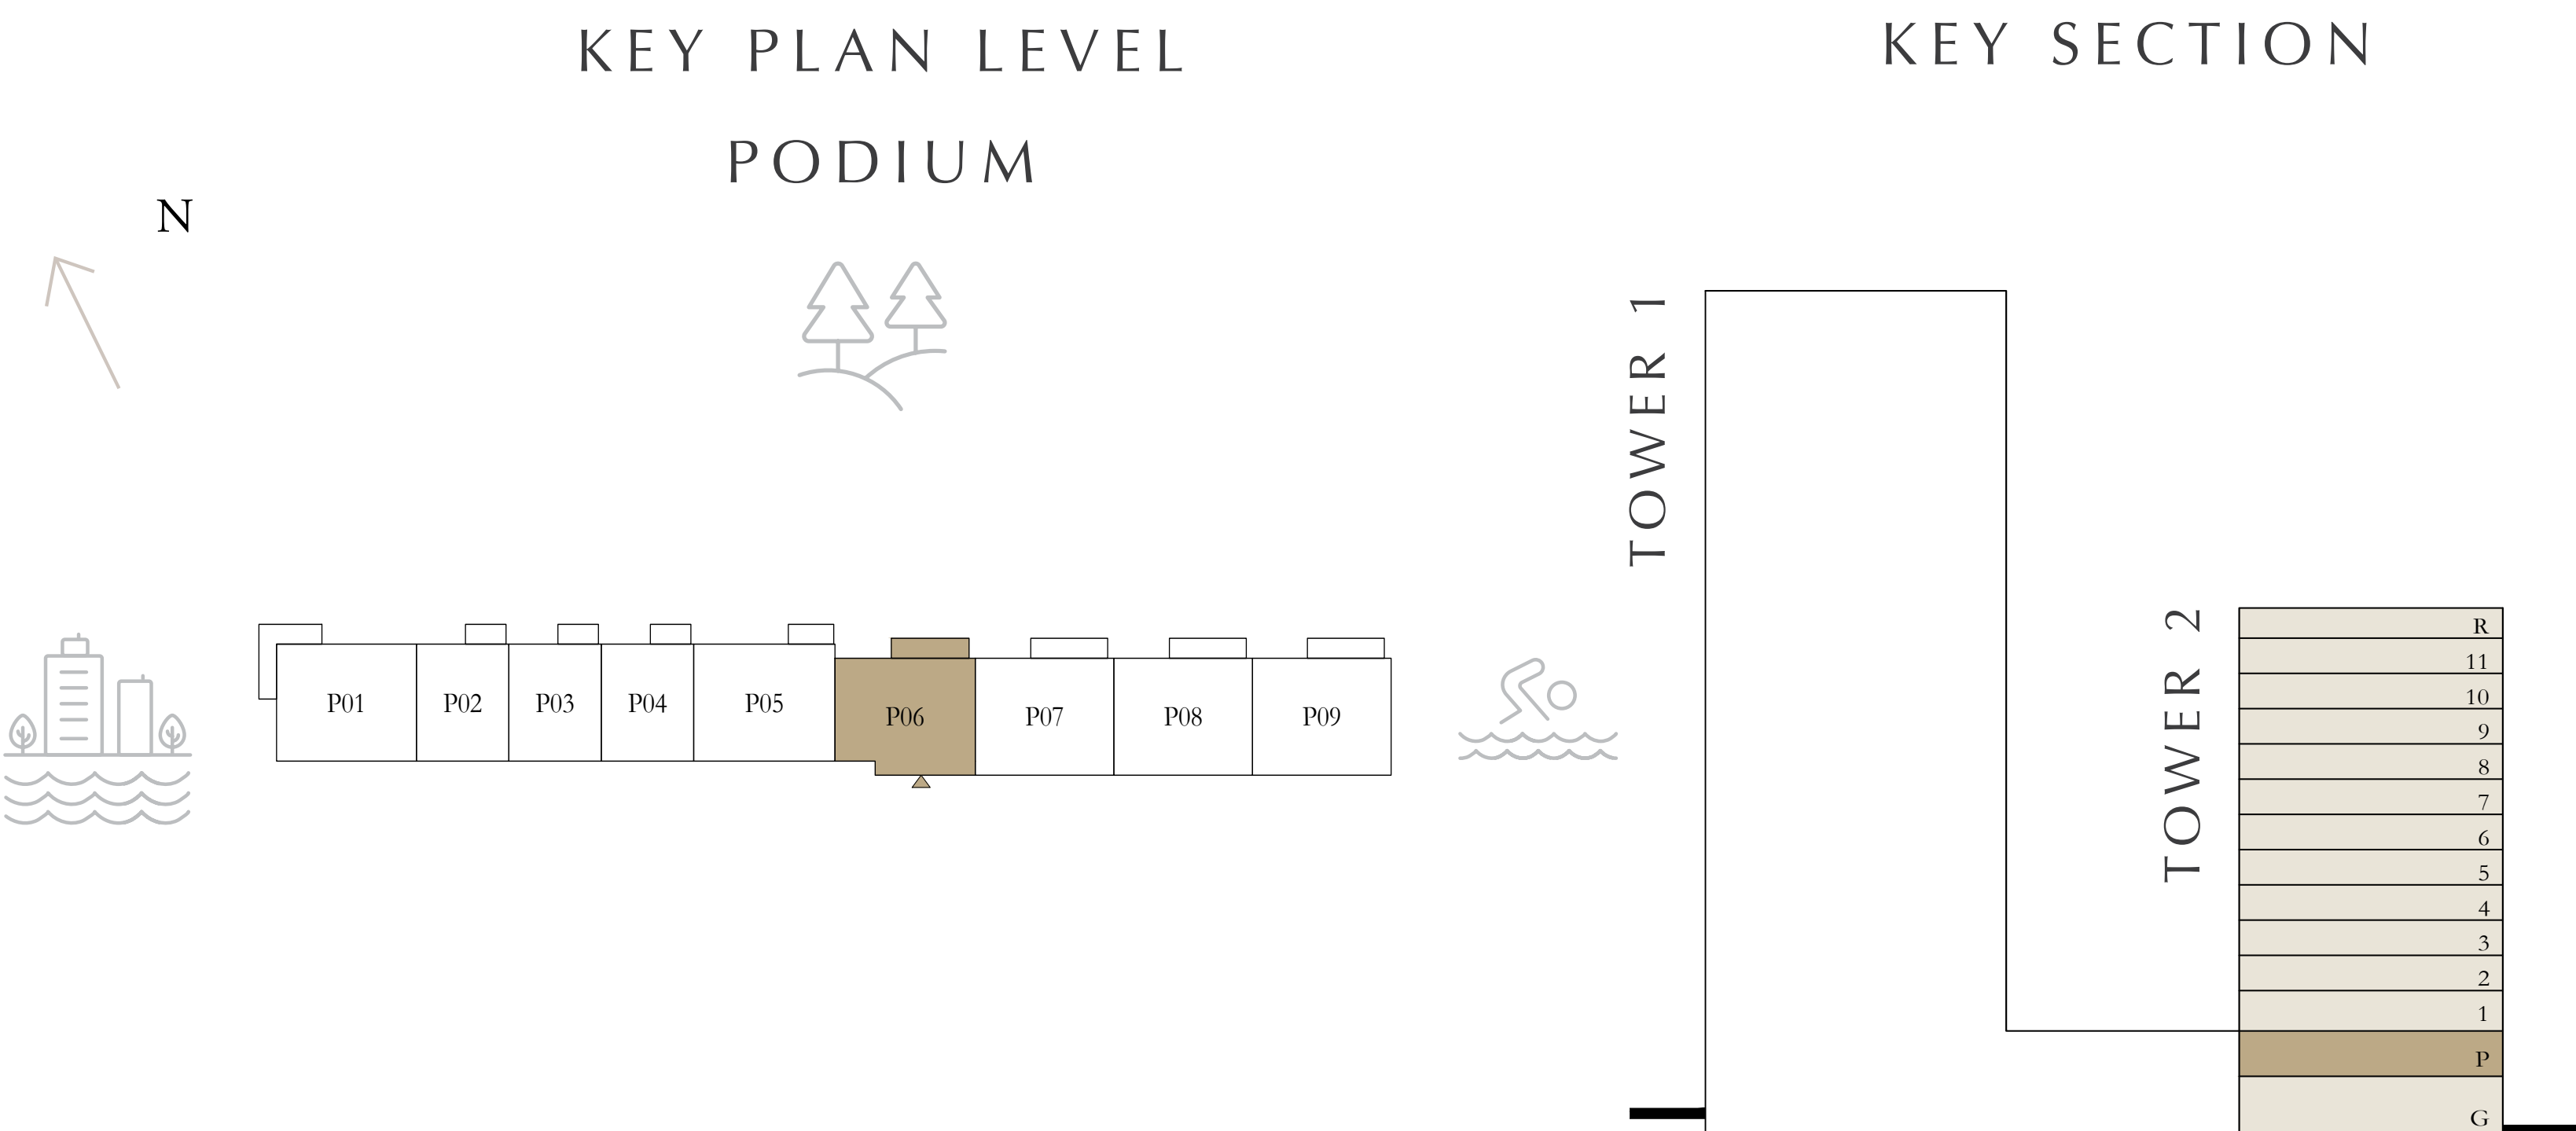 KEY PLAN LEVEL
PODIUM
N
P01 P02 P03 P04 P05 P06 P07 P08 P09
KEY SECTION
TOWER 1
TOWER 2
R
11
10
9
8
7
6
5
4
3
2
1
P
G